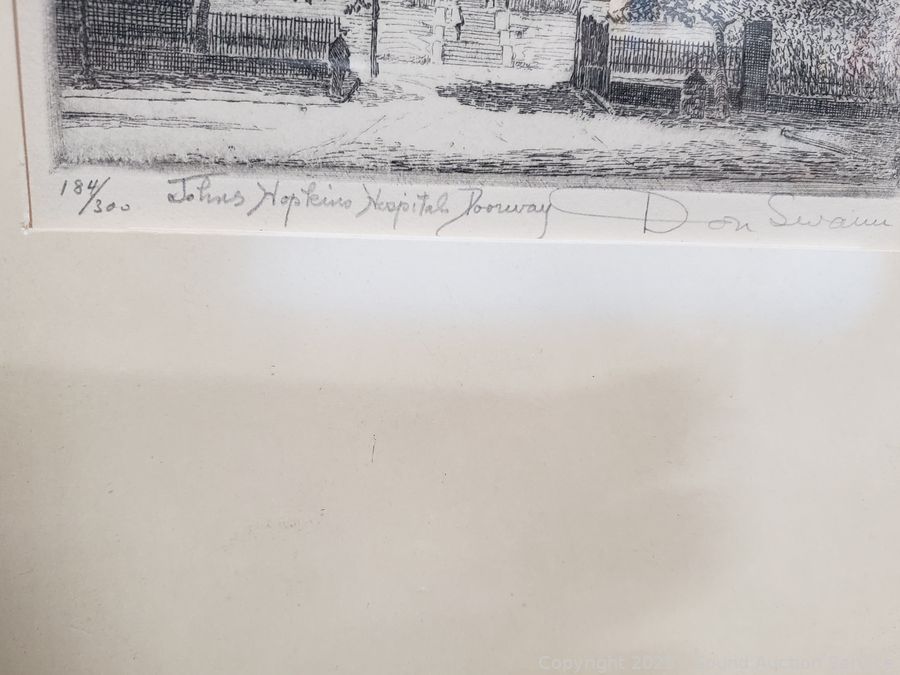 184/300 Johns Hopkins Hospital Doorway Don Swann
Copyright 202 Sound Auction Service